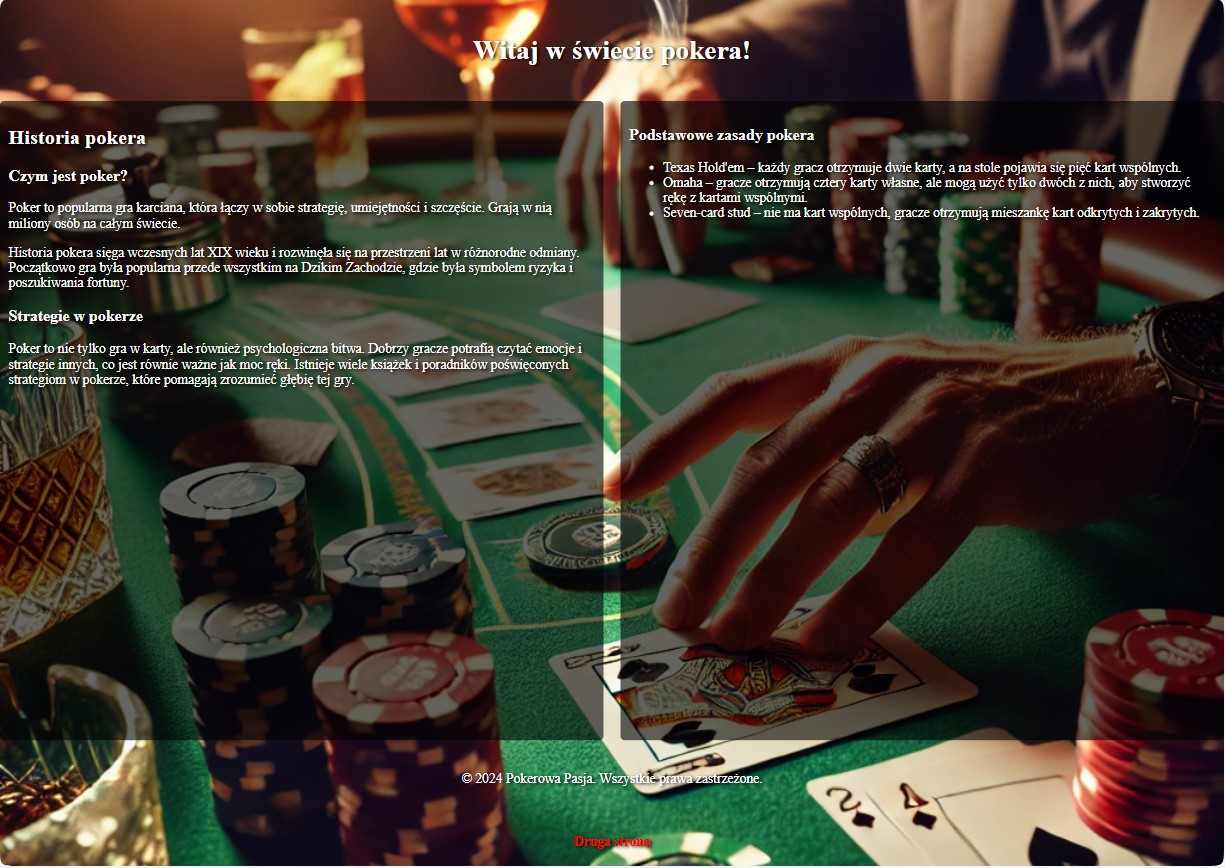 Witaj w świecie pokera!
Historia pokera
Czym jest poker?
Poker to popularna gra karciana, która łączy w sobie strategię, umiejętności i szczęście. Grają w nią
miliony osób na całym świecie.
Historia pokera sięga wczesnych lat XIX wieku i rozwinęła się na przestrzeni lat w różnorodne odmiany.
Początkowo gra była popularna przede wszystkim na Dzikim Zachodzie, gdzie była symbolem ryzyka i
poszukiwania fortuny.
Strategie w pokerze
Poker to nie tylko gra w karty, ale również psychologiczna bitwa. Dobrzy gracze potrafią czytać emocje i
strategie innych, co jest równie ważne jak moc ręki. Istnieje wiele książek i poradników poświęconych
strategiom w pokerze, które pomagają zrozumieć głębię tej gry.
Podstawowe zasady pokera
• Texas Hold'em – każdy gracz otrzymuje dwie karty, a na stole pojawia się pięć kart wspólnych.
• Omaha – gracze otrzymują cztery karty własne, ale mogą użyć tylko dwóch z nich, aby stworzyć
rękę z kartami wspólnymi.
• Seven-card stud – nie ma kart wspólnych, gracze otrzymują mieszankę kart odkrytych i zakrytych.
© 2024 Pokerowa Pasja. Wszystkie prawa zastrzeżone.
Druga strona